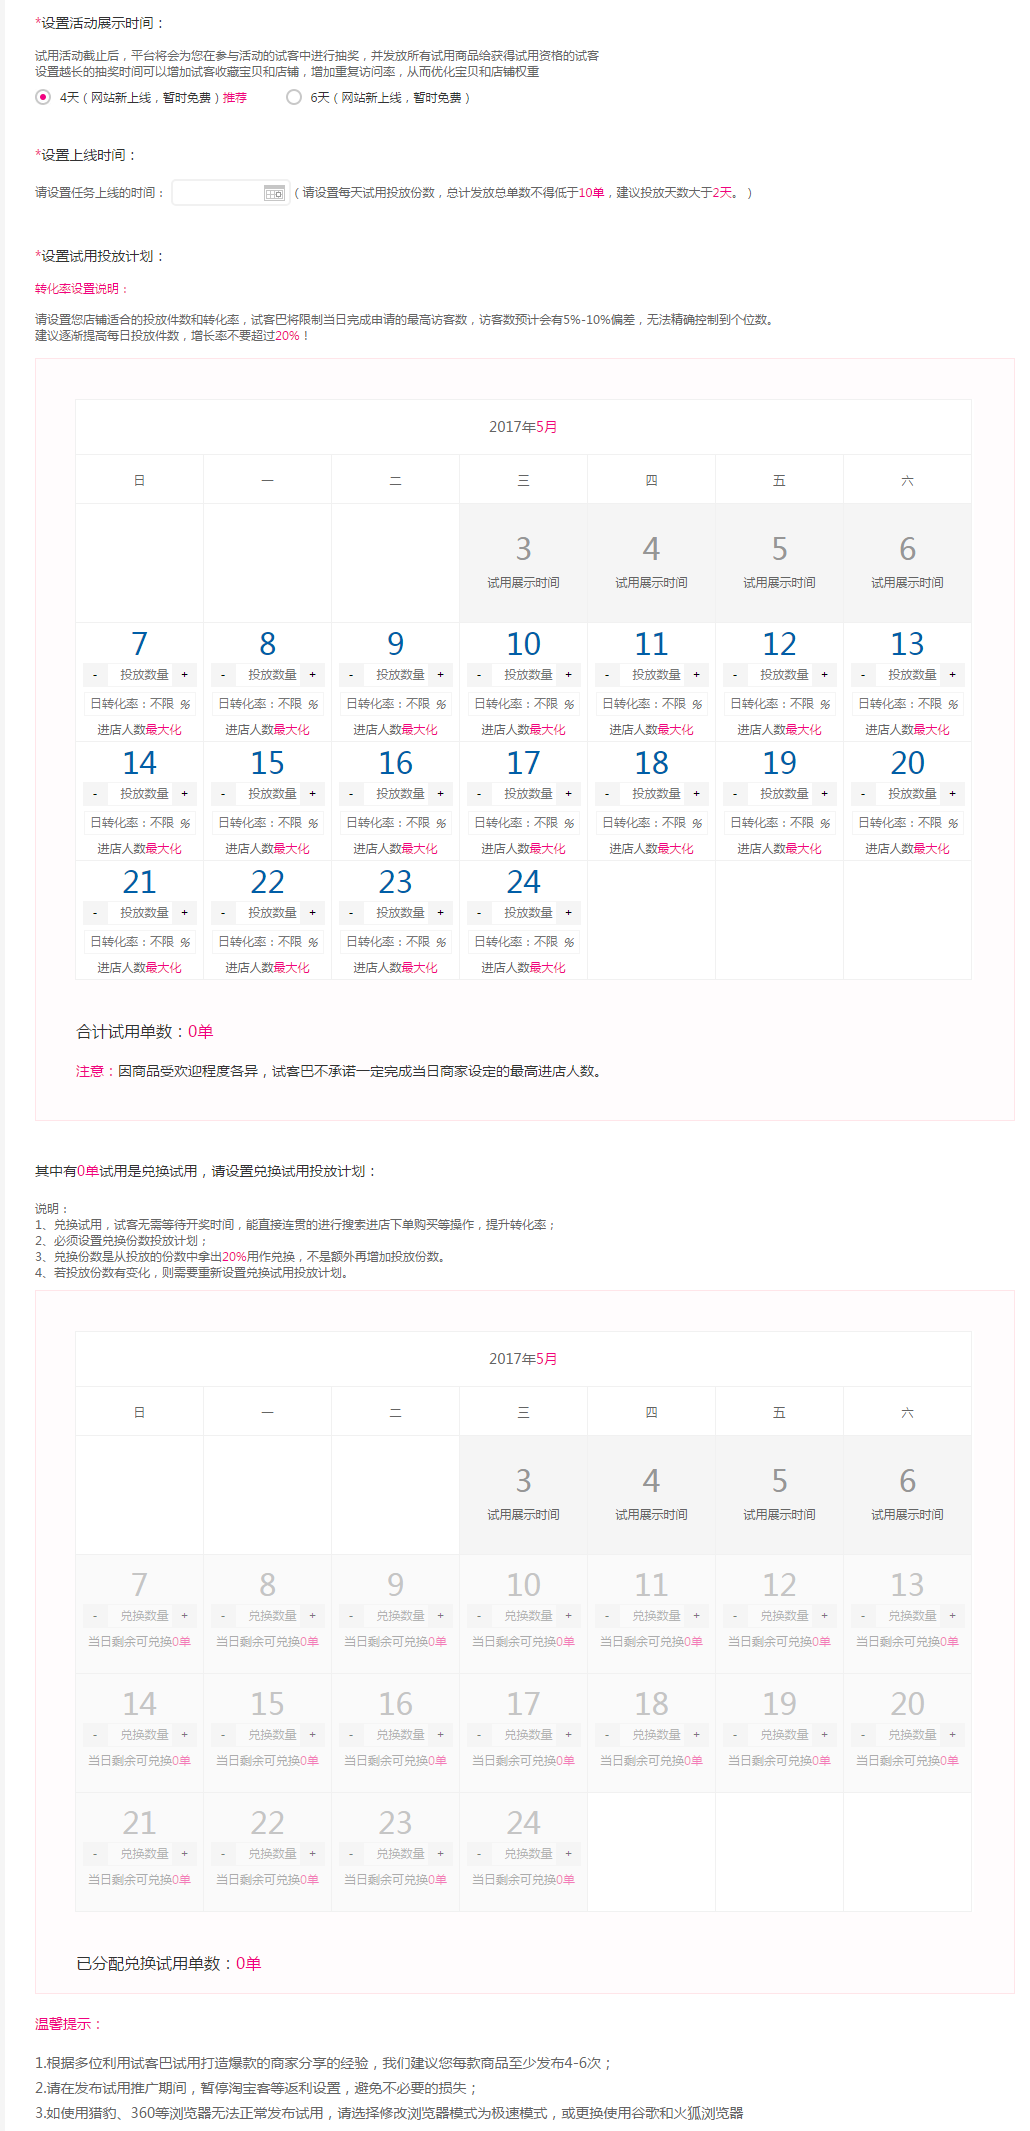 *设置活动展示时间：
试用活动截止后，平台将会为您在参与活动的试客中进行抽奖，并发放所有试用商品给获得试用资格的试客
设置越长的抽奖时间可以增加试客收藏宝贝和店铺，增加重复访问率，从而优化宝贝和店铺权重
4天（网站新上线，暂时免费）推荐 6天（网站新上线，暂时免费）
*设置上线时间：
请设置任务上线的时间： （请设置每天试用投放份数，总计发放总单数不得低于10单，建议投放天数大于2天。）
*设置试用投放计划：
转化率设置说明：
请设置您店铺适合的投放件数和转化率，试客巴将限制当日完成申请的最高访客数，访客数预计会有5%-10%偏差，无法精确控制到个位数。
建议逐渐提高每日投放件数，增长率不要超过20%！
2017年5月
日 一 二 三 四 五 六
3 4 5 6
试用展示时间 试用展示时间 试用展示时间 试用展示时间
7 8 9 10 11 12 13
- 投放数量 + - 投放数量 + - 投放数量 + - 投放数量 + - 投放数量 + - 投放数量 + - 投放数量 +
日转化率：不限 % 日转化率：不限 % 日转化率：不限 % 日转化率：不限 % 日转化率：不限 % 日转化率：不限 % 日转化率：不限 %
进店人数最大化 进店人数最大化 进店人数最大化 进店人数最大化 进店人数最大化 进店人数最大化 进店人数最大化
14 15 16 17 18 19 20
- 投放数量 + - 投放数量 + - 投放数量 + - 投放数量 + - 投放数量 + - 投放数量 + - 投放数量 +
日转化率：不限 % 日转化率：不限 % 日转化率：不限 % 日转化率：不限 % 日转化率：不限 % 日转化率：不限 % 日转化率：不限 %
进店人数最大化 进店人数最大化 进店人数最大化 进店人数最大化 进店人数最大化 进店人数最大化 进店人数最大化
21 22 23 24
- 投放数量 + - 投放数量 + - 投放数量 + - 投放数量 +
日转化率：不限 % 日转化率：不限 % 日转化率：不限 % 日转化率：不限 %
进店人数最大化 进店人数最大化 进店人数最大化 进店人数最大化
合计试用单数：0单
注意：因商品受欢迎程度各异，试客巴不承诺一定完成当日商家设定的最高进店人数。
其中有0单试用是兑换试用，请设置兑换试用投放计划：
说明：
1、兑换试用，试客无需等待开奖时间，能直接连贯的进行搜索进店下单购买等操作，提升转化率；
2、必须设置兑换份数投放计划；
3、兑换份数是从投放的份数中拿出20%用作兑换，不是额外再增加投放份数。
4、若投放份数有变化，则需要重新设置兑换试用投放计划。
2017年5月
日 一 二 三 四 五 六
3 4 5 6
试用展示时间 试用展示时间 试用展示时间 试用展示时间
7 8 9 10 11 12 13
- 兑换数量 + - 兑换数量 + - 兑换数量 + - 兑换数量 + - 兑换数量 + - 兑换数量 + - 兑换数量 +
当日剩余可兑换0单 当日剩余可兑换0单 当日剩余可兑换0单 当日剩余可兑换0单 当日剩余可兑换0单 当日剩余可兑换0单 当日剩余可兑换0单
14 15 16 17 18 19 20
- 兑换数量 + - 兑换数量 + - 兑换数量 + - 兑换数量 + - 兑换数量 + - 兑换数量 + - 兑换数量 +
当日剩余可兑换0单 当日剩余可兑换0单 当日剩余可兑换0单 当日剩余可兑换0单 当日剩余可兑换0单 当日剩余可兑换0单 当日剩余可兑换0单
21 22 23 24
- 兑换数量 + - 兑换数量 + - 兑换数量 + - 兑换数量 +
当日剩余可兑换0单 当日剩余可兑换0单 当日剩余可兑换0单 当日剩余可兑换0单
已分配兑换试用单数：0单
温馨提示：
1.根据多位利用试客巴试用打造爆款的商家分享的经验，我们建议您每款商品至少发布4-6次；
2.请在发布试用推广期间，暂停淘宝客等返利设置，避免不必要的损失；
3.如使用猎豹、360等浏览器无法正常发布试用，请选择修改浏览器模式为极速模式，或更换使用谷歌和火狐浏览器